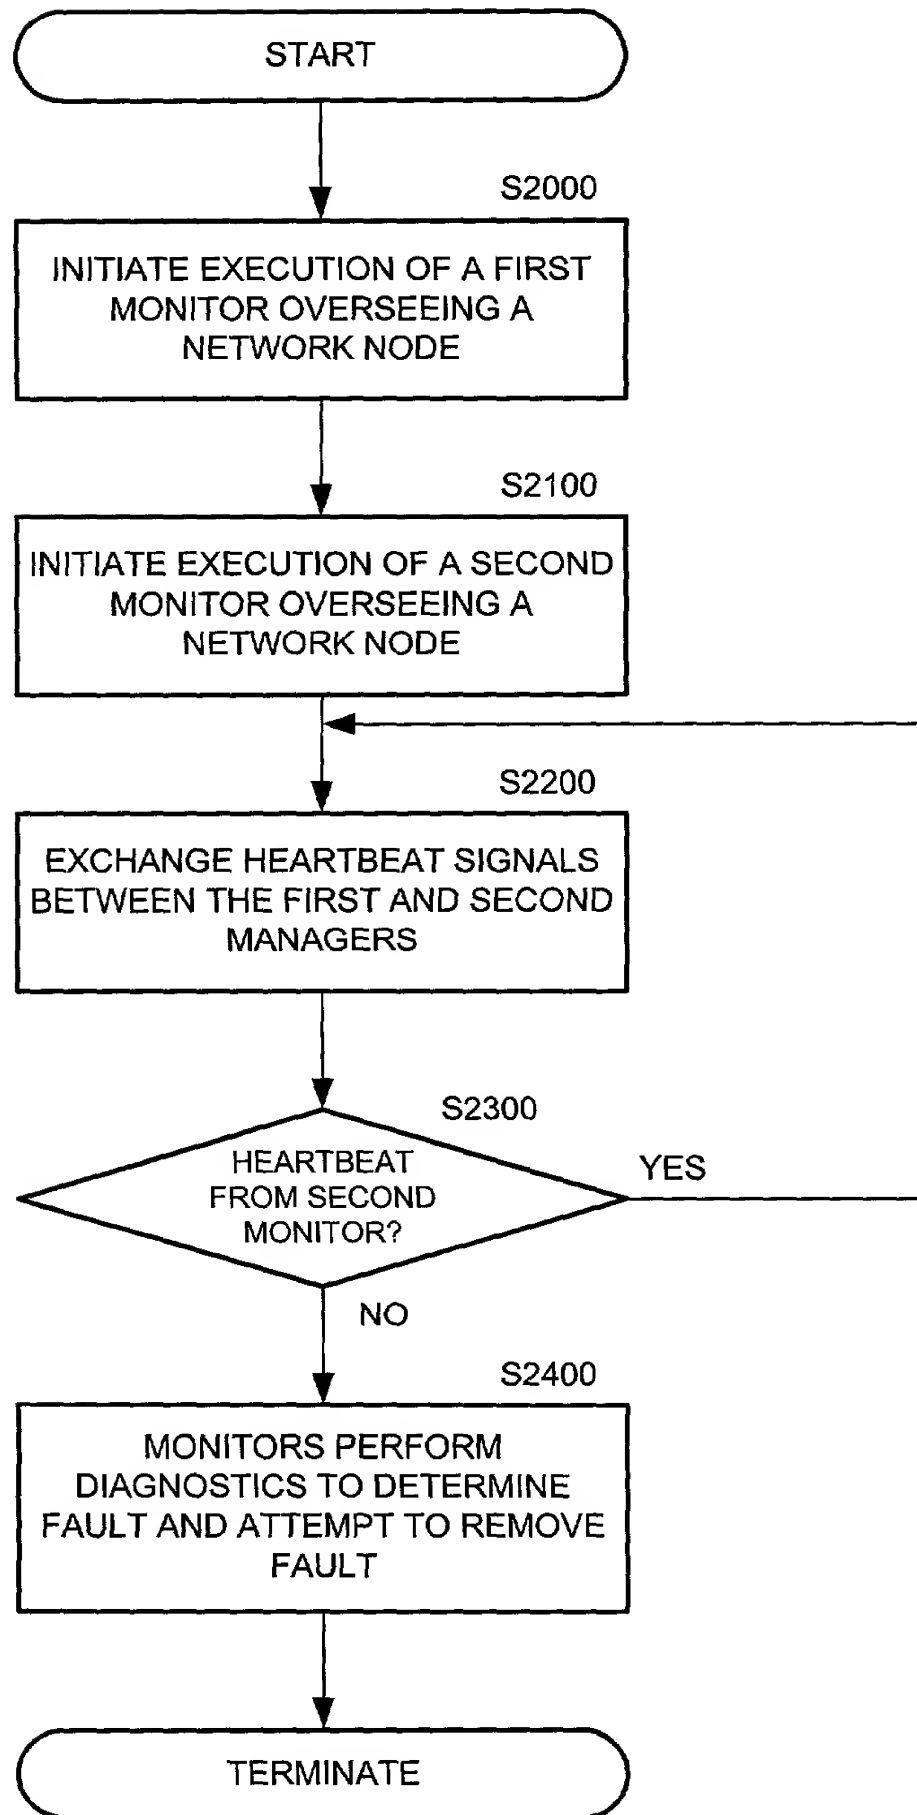 START
S2000
INITIATE EXECUTION OF A FIRST
MONITOR OVERSEEING A
NETWORK NODE
S2100
INITIATE EXECUTION OF A SECOND
MONITOR OVERSEEING A
NETWORK NODE
S2200
EXCHANGE HEARTBEAT SIGNALS
BETWEEN THE FIRST AND SECOND
MANAGERS
S2300
HEARTBEAT
FROM SECOND
MONITOR?
YES
NO
S2400
MONITORS PERFORM
DIAGNOSTICS TO DETERMINE
FAULT AND ATTEMPT TO REMOVE
FAULT
TERMINATE